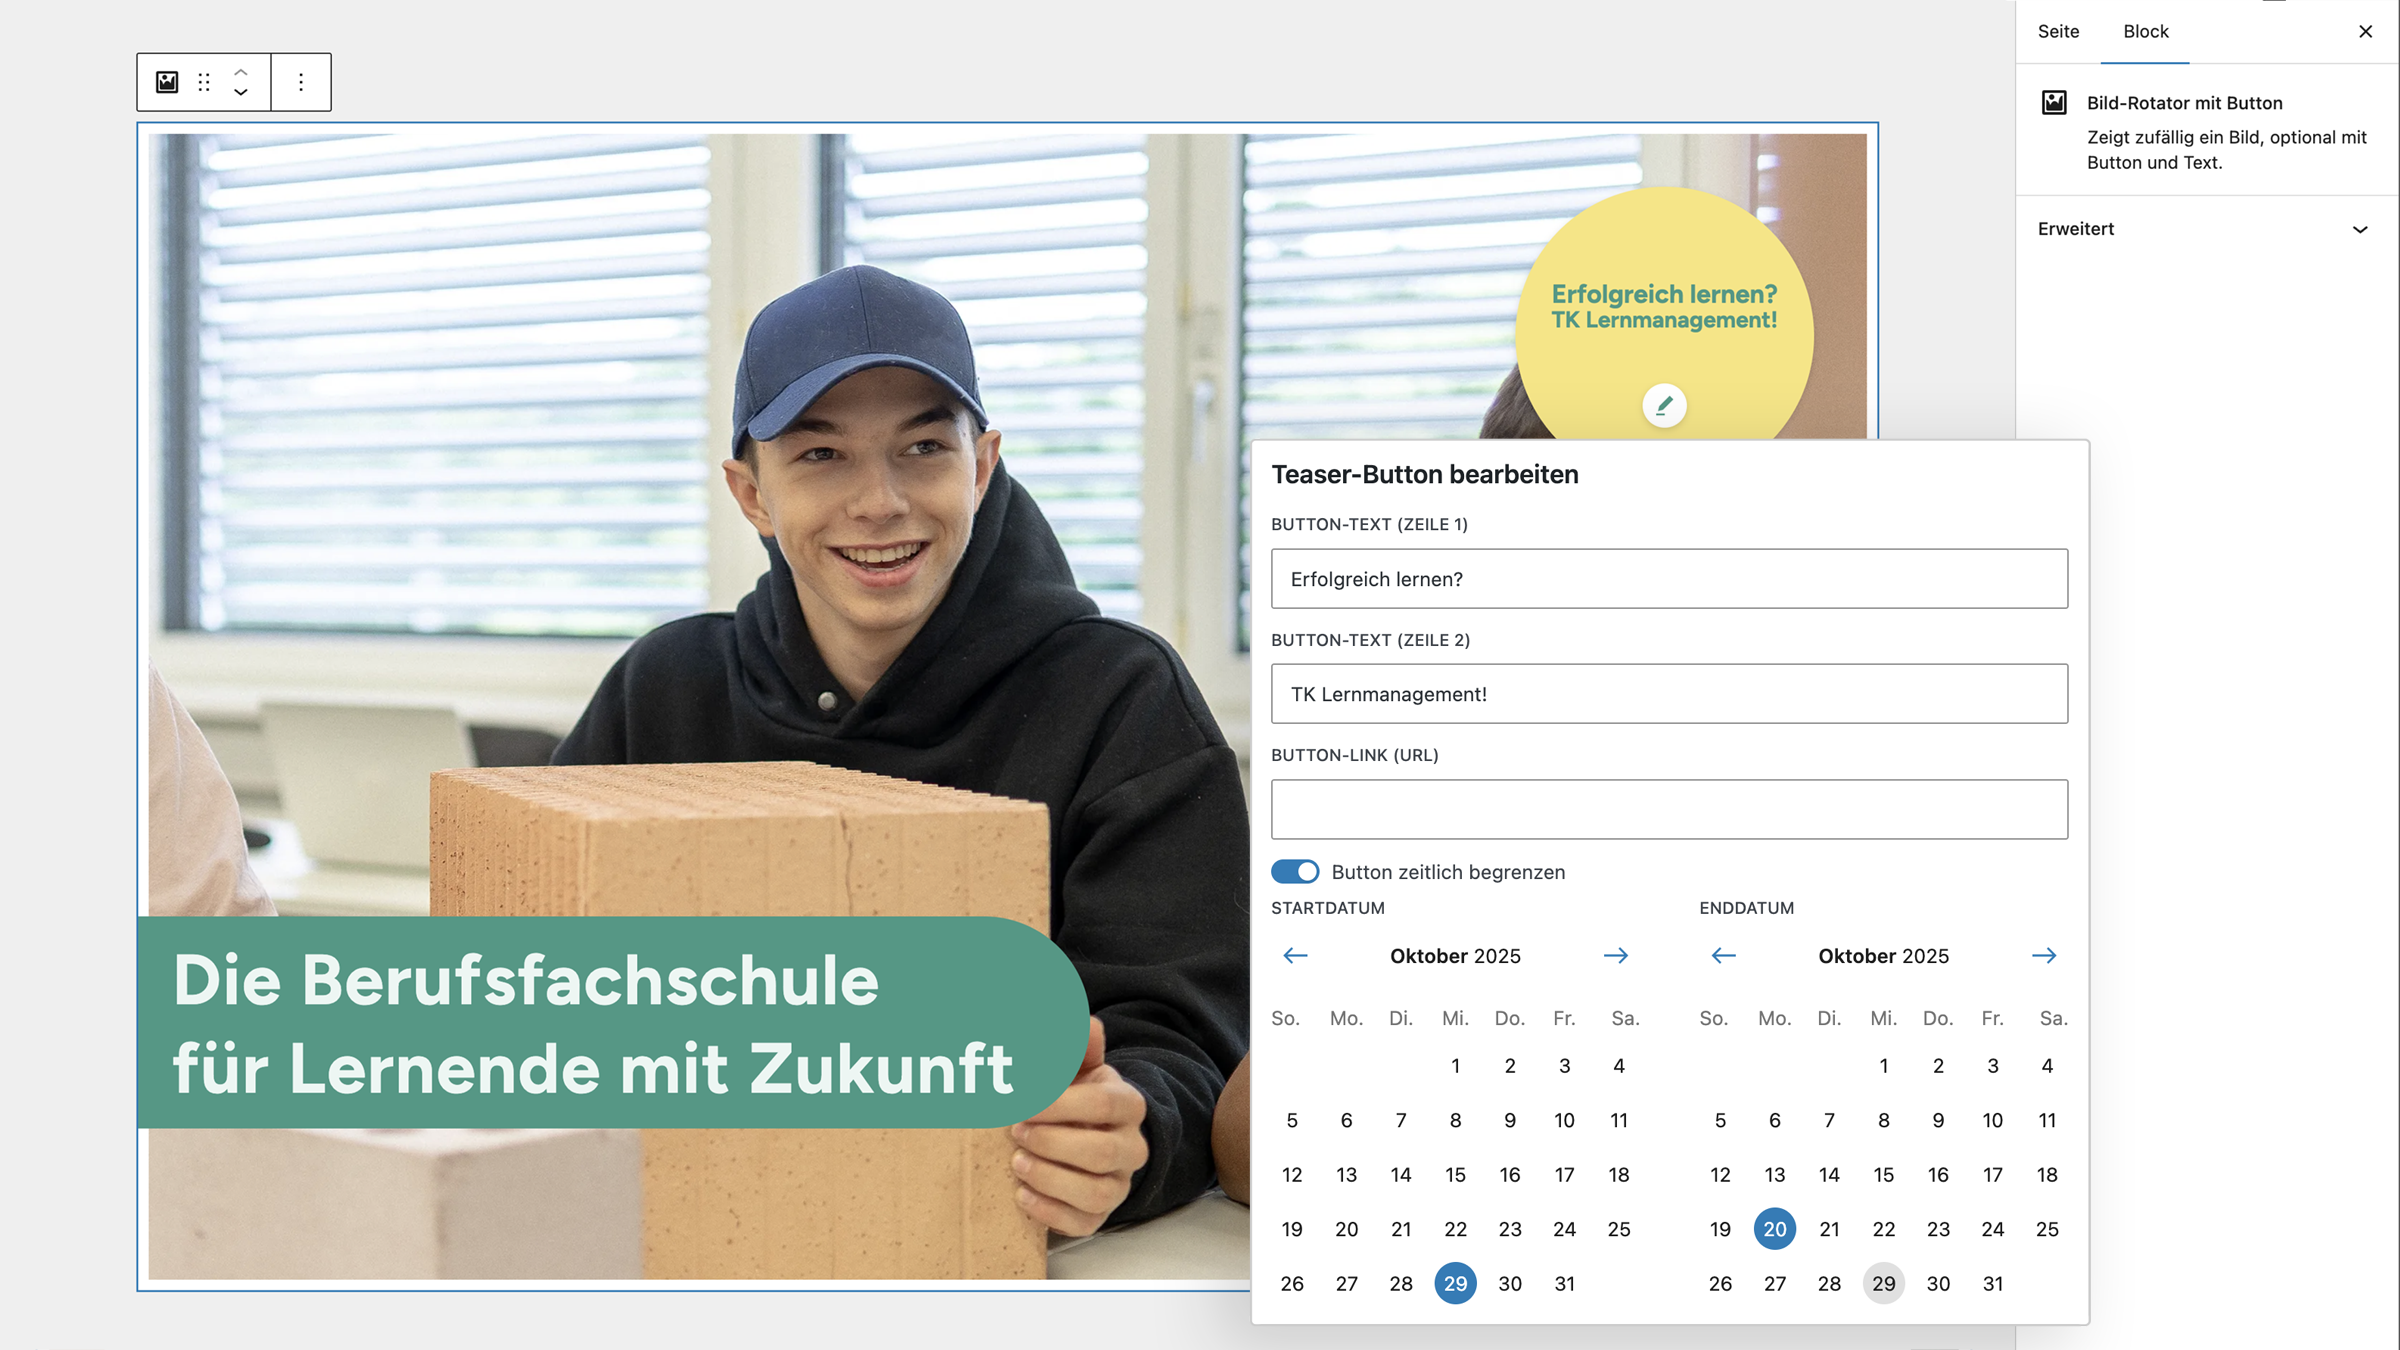 Seite Block
Bild-Rotator mit Button
Zeigt zufällig ein Bild, optional mit
Button und Text.
Erweitert
Erfolgreich lernen?
TK Lernmanagement!
Die Berufsfachschule
für Lernende mit Zukunft
Teaser-Button bearbeiten
BUTTON-TEXT (ZEILE 1)
Erfolgreich lernen?
BUTTON-TEXT (ZEILE 2)
TK Lernmanagement!
BUTTON-LINK (URL)
Button zeitlich begrenzen
STARTDATUM
Oktober 2025
So. Mo. Di. Mi. Do. Fr. Sa.
1 2 3 4
5 6 7 8 9 10 11
12 13 14 15 16 17 18
19 20 21 22 23 24 25
26 27 28 29 30 31
ENDDATUM
Oktober 2025
So. Mo. Di. Mi. Do. Fr. Sa.
1 2 3 4
5 6 7 8 9 10 11
12 13 14 15 16 17 18
19 20 21 22 23 24 25
26 27 28 29 30 31